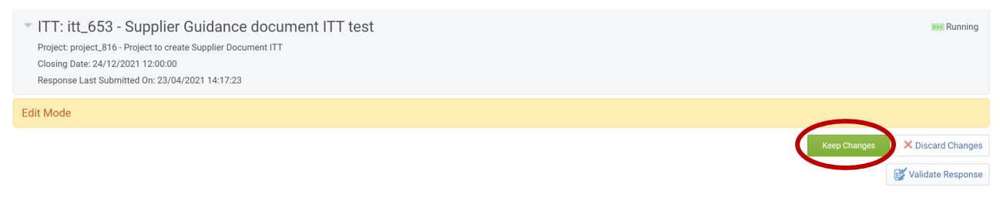 ITT: itt_653 - Supplier Guidance document ITT test
Running
Project: project_816 - Project to create Supplier Document ITT
Closing Date: 24/12/2021 12:00:00
Response Last Submitted On: 23/04/2021 14:17:23
Edit Mode
Keep Changes
Discard Changes
Validate Response